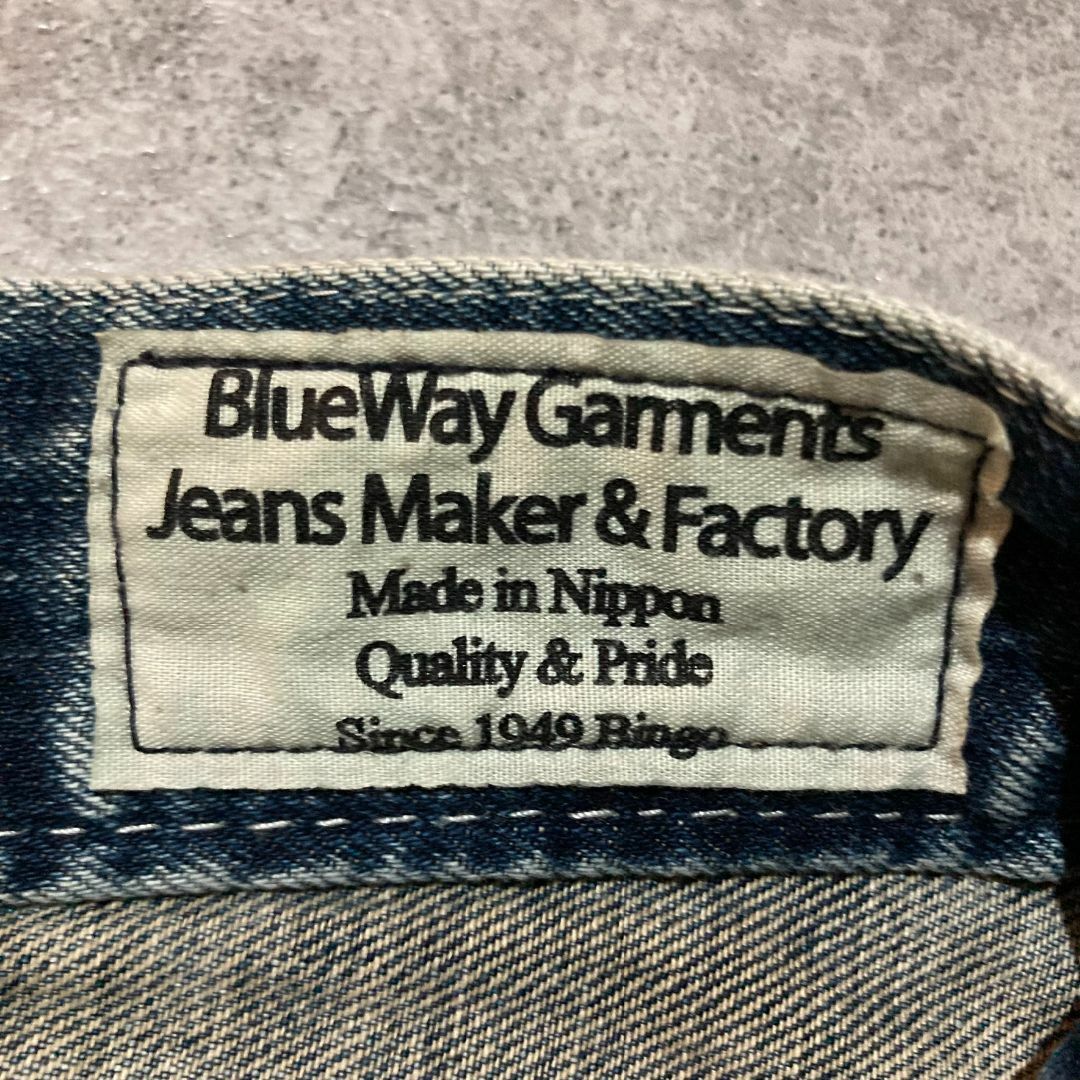 BlueWay Garments
Jeans Maker & Factory
Made in Nippon
Quality & Pride
Since 1949 Bingo